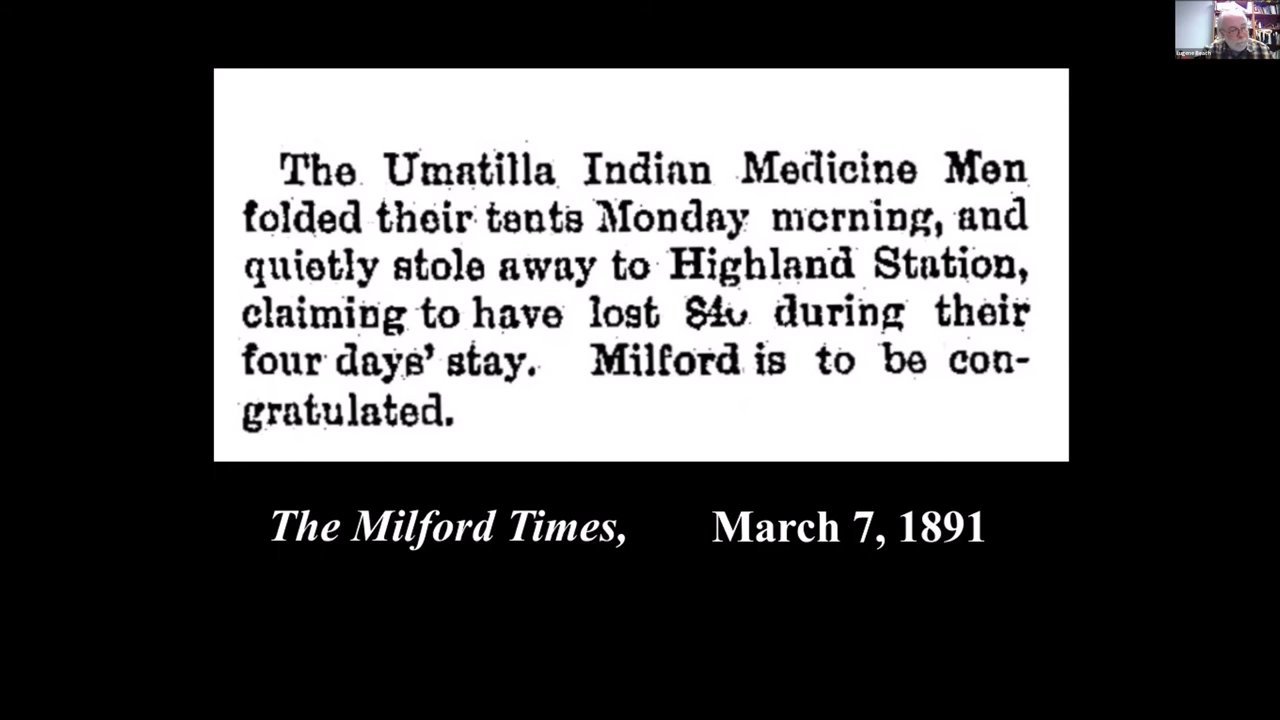 The Umatilla Indian Medicine Men
folded their tents Monday morning, and
quietly stole away to Highland Station,
claiming to have lost $40 during their
four days' stay. Milford is to be con-
gratulated.
The Milford Times, March 7, 1891